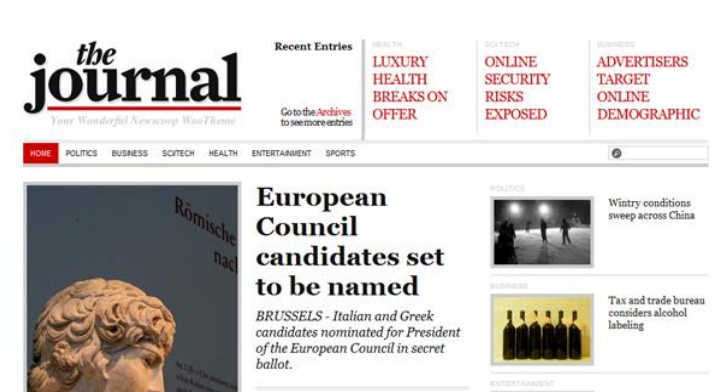 the
journal
Your Wonderful Newscoop WooTheme
Recent Entries
Go to the Archives
to see more entries
HEALTH
LUXURY
HEALTH
BREAKS ON
OFFER
SCI/TECH
ONLINE
SECURITY
RISKS
EXPOSED
BUSINESS
ADVERTISERS
TARGET
ONLINE
DEMOGRAPHIC
HOME POLITICS BUSINESS SCI/TECH HEALTH ENTERTAINMENT SPORTS
Römische
nach
European
Council
candidates set
to be named
BRUSSELS - Italian and Greek
candidates nominated for President
of the European Council in secret
ballot.
POLITICS
Wintry conditions
sweep across China
BUSINESS
Tax and trade bureau
considers alcohol
labeling
ENTERTAINMENT